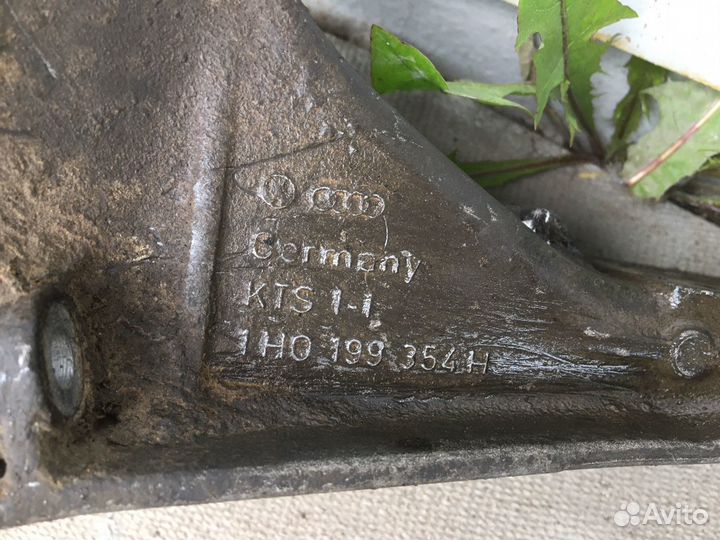 Germany
KTS 1-1
1H0 199 354 H
Avito